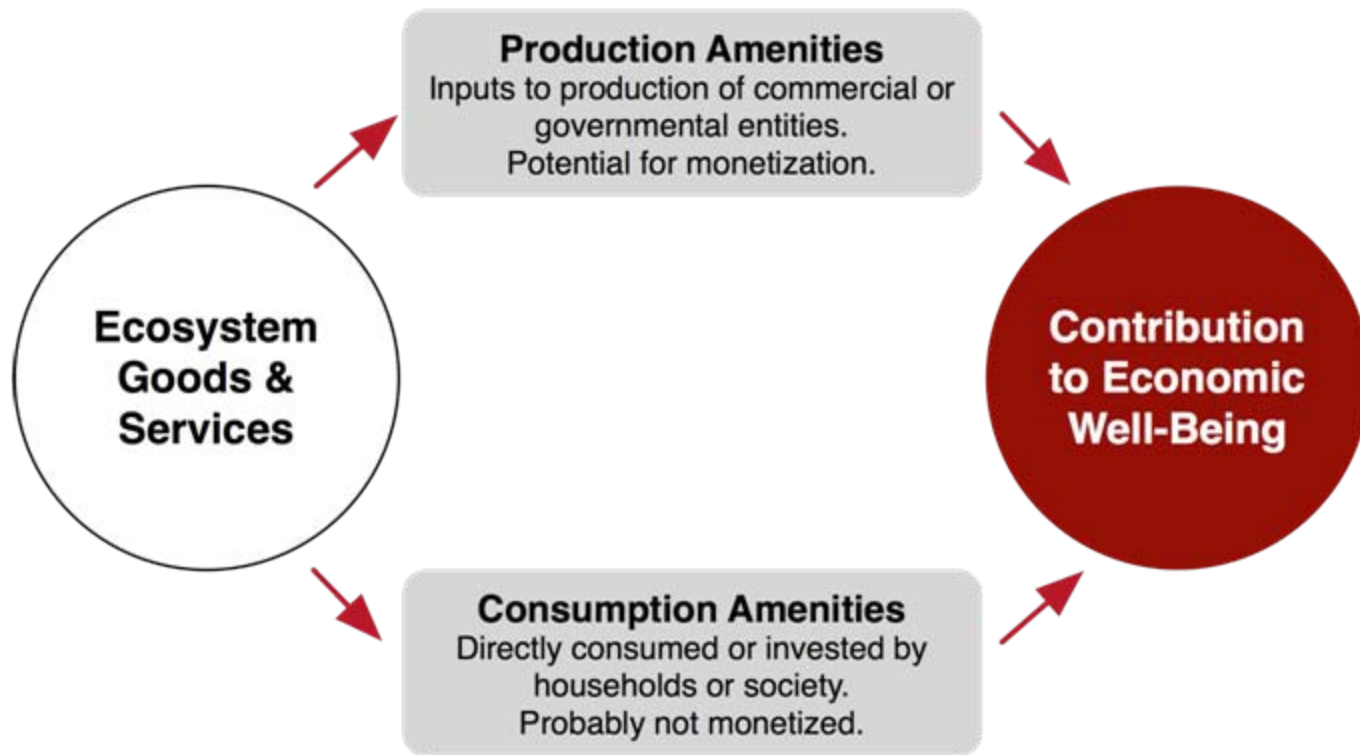 Production Amenities
Inputs to production of commercial or
governmental entities.
Potential for monetization.
Ecosystem
Goods &
Services
Contribution
to Economic
Well-Being
Consumption Amenities
Directly consumed or invested by
households or society.
Probably not monetized.